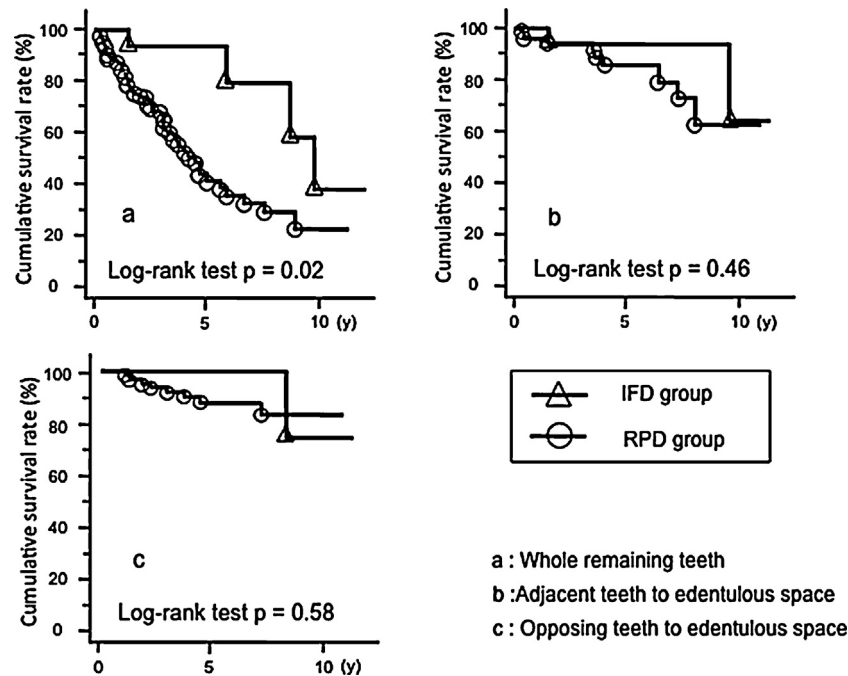 Cumulative survival rate (%)
100
80
60
40
20
0
a
Log-rank test p = 0.02
0 5 10 (y)
Cumulative survival rate (%)
100
80
60
40
20
0
b
Log-rank test p = 0.46
0 5 10 (y)
Cumulative survival rate (%)
100
80
60
40
20
0
c
Log-rank test p = 0.58
0 5 10 (y)
IFD group
RPD group
a : Whole remaining teeth
b :Adjacent teeth to edentulous space
c : Opposing teeth to edentulous space